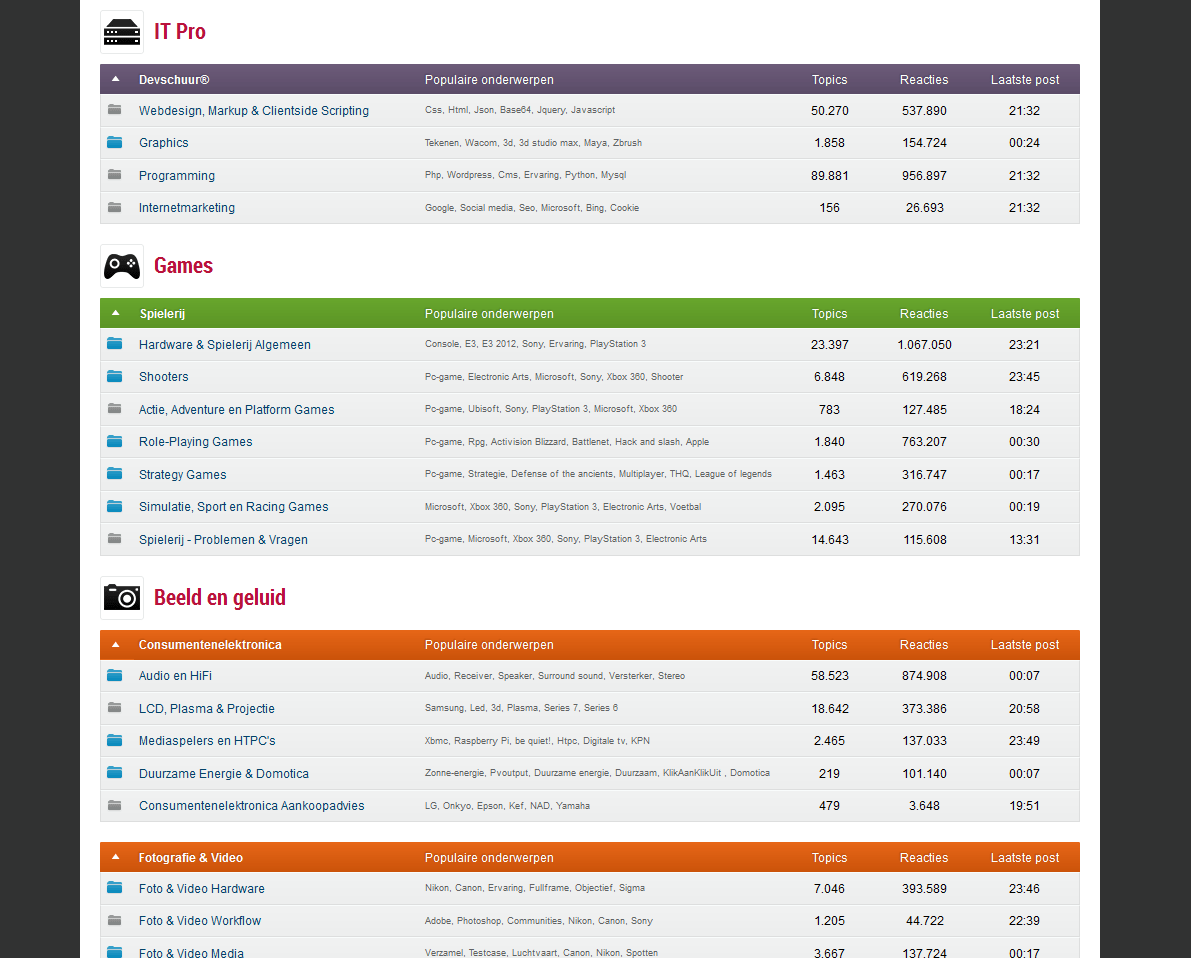 IT Pro
Devschuur® Populaire onderwerpen Topics Reacties Laatste post
Webdesign, Markup & Clientside Scripting Css, Html, Json, Base64, Jquery, Javascript 50.270 537.890 21:32
Graphics Tekenen, Wacom, 3d, 3d studio max, Maya, Zbrush 1.858 154.724 00:24
Programming Php, Wordpress, Cms, Ervaring, Python, Mysql 89.881 956.897 21:32
Internetmarketing Google, Social media, Seo, Microsoft, Bing, Cookie 156 26.693 21:32
Games
Spielerij Populaire onderwerpen Topics Reacties Laatste post
Hardware & Spielerij Algemeen Console, E3, E3 2012, Sony, Ervaring, PlayStation 3 23.397 1.067.050 23:21
Shooters Pc-game, Electronic Arts, Microsoft, Sony, Xbox 360, Shooter 6.848 619.268 23:45
Actie, Adventure en Platform Games Pc-game, Ubisoft, Sony, PlayStation 3, Microsoft, Xbox 360 783 127.485 18:24
Role-Playing Games Pc-game, Rpg, Activision Blizzard, Battlenet, Hack and slash, Apple 1.840 763.207 00:30
Strategy Games Pc-game, Strategie, Defense of the ancients, Multiplayer, THQ, League of legends 1.463 316.747 00:17
Simulatie, Sport en Racing Games Microsoft, Xbox 360, Sony, PlayStation 3, Electronic Arts, Voetbal 2.095 270.076 00:19
Spielerij - Problemen & Vragen Pc-game, Microsoft, Xbox 360, Sony, PlayStation 3, Electronic Arts 14.643 115.608 13:31
Beeld en geluid
Consumentenelektronica Populaire onderwerpen Topics Reacties Laatste post
Audio en HiFi Audio, Receiver, Speaker, Surround sound, Versterker, Stereo 58.523 874.908 00:07
LCD, Plasma & Projectie Samsung, Led, 3d, Plasma, Series 7, Series 6 18.642 373.386 20:58
Mediaspelers en HTPC's Xbmc, Raspberry Pi, be quiet!, Htpc, Digitale tv, KPN 2.465 137.033 23:49
Duurzame Energie & Domotica Zonne-energie, Pvoutput, Duurzame energie, Duurzaam, KlikAanKlikUit , Domotica 219 101.140 00:07
Consumentenelektronica Aankoopadvies LG, Onkyo, Epson, Kef, NAD, Yamaha 479 3.648 19:51
Fotografie & Video Populaire onderwerpen Topics Reacties Laatste post
Foto & Video Hardware Nikon, Canon, Ervaring, Fullframe, Objectief, Sigma 7.046 393.589 23:46
Foto & Video Workflow Adobe, Photoshop, Communities, Nikon, Canon, Sony 1.205 44.722 22:39
Foto & Video Media Verzamel, Testcase, Luchtvaart, Canon, Nikon, Spotten 3.667 137.724 00:17